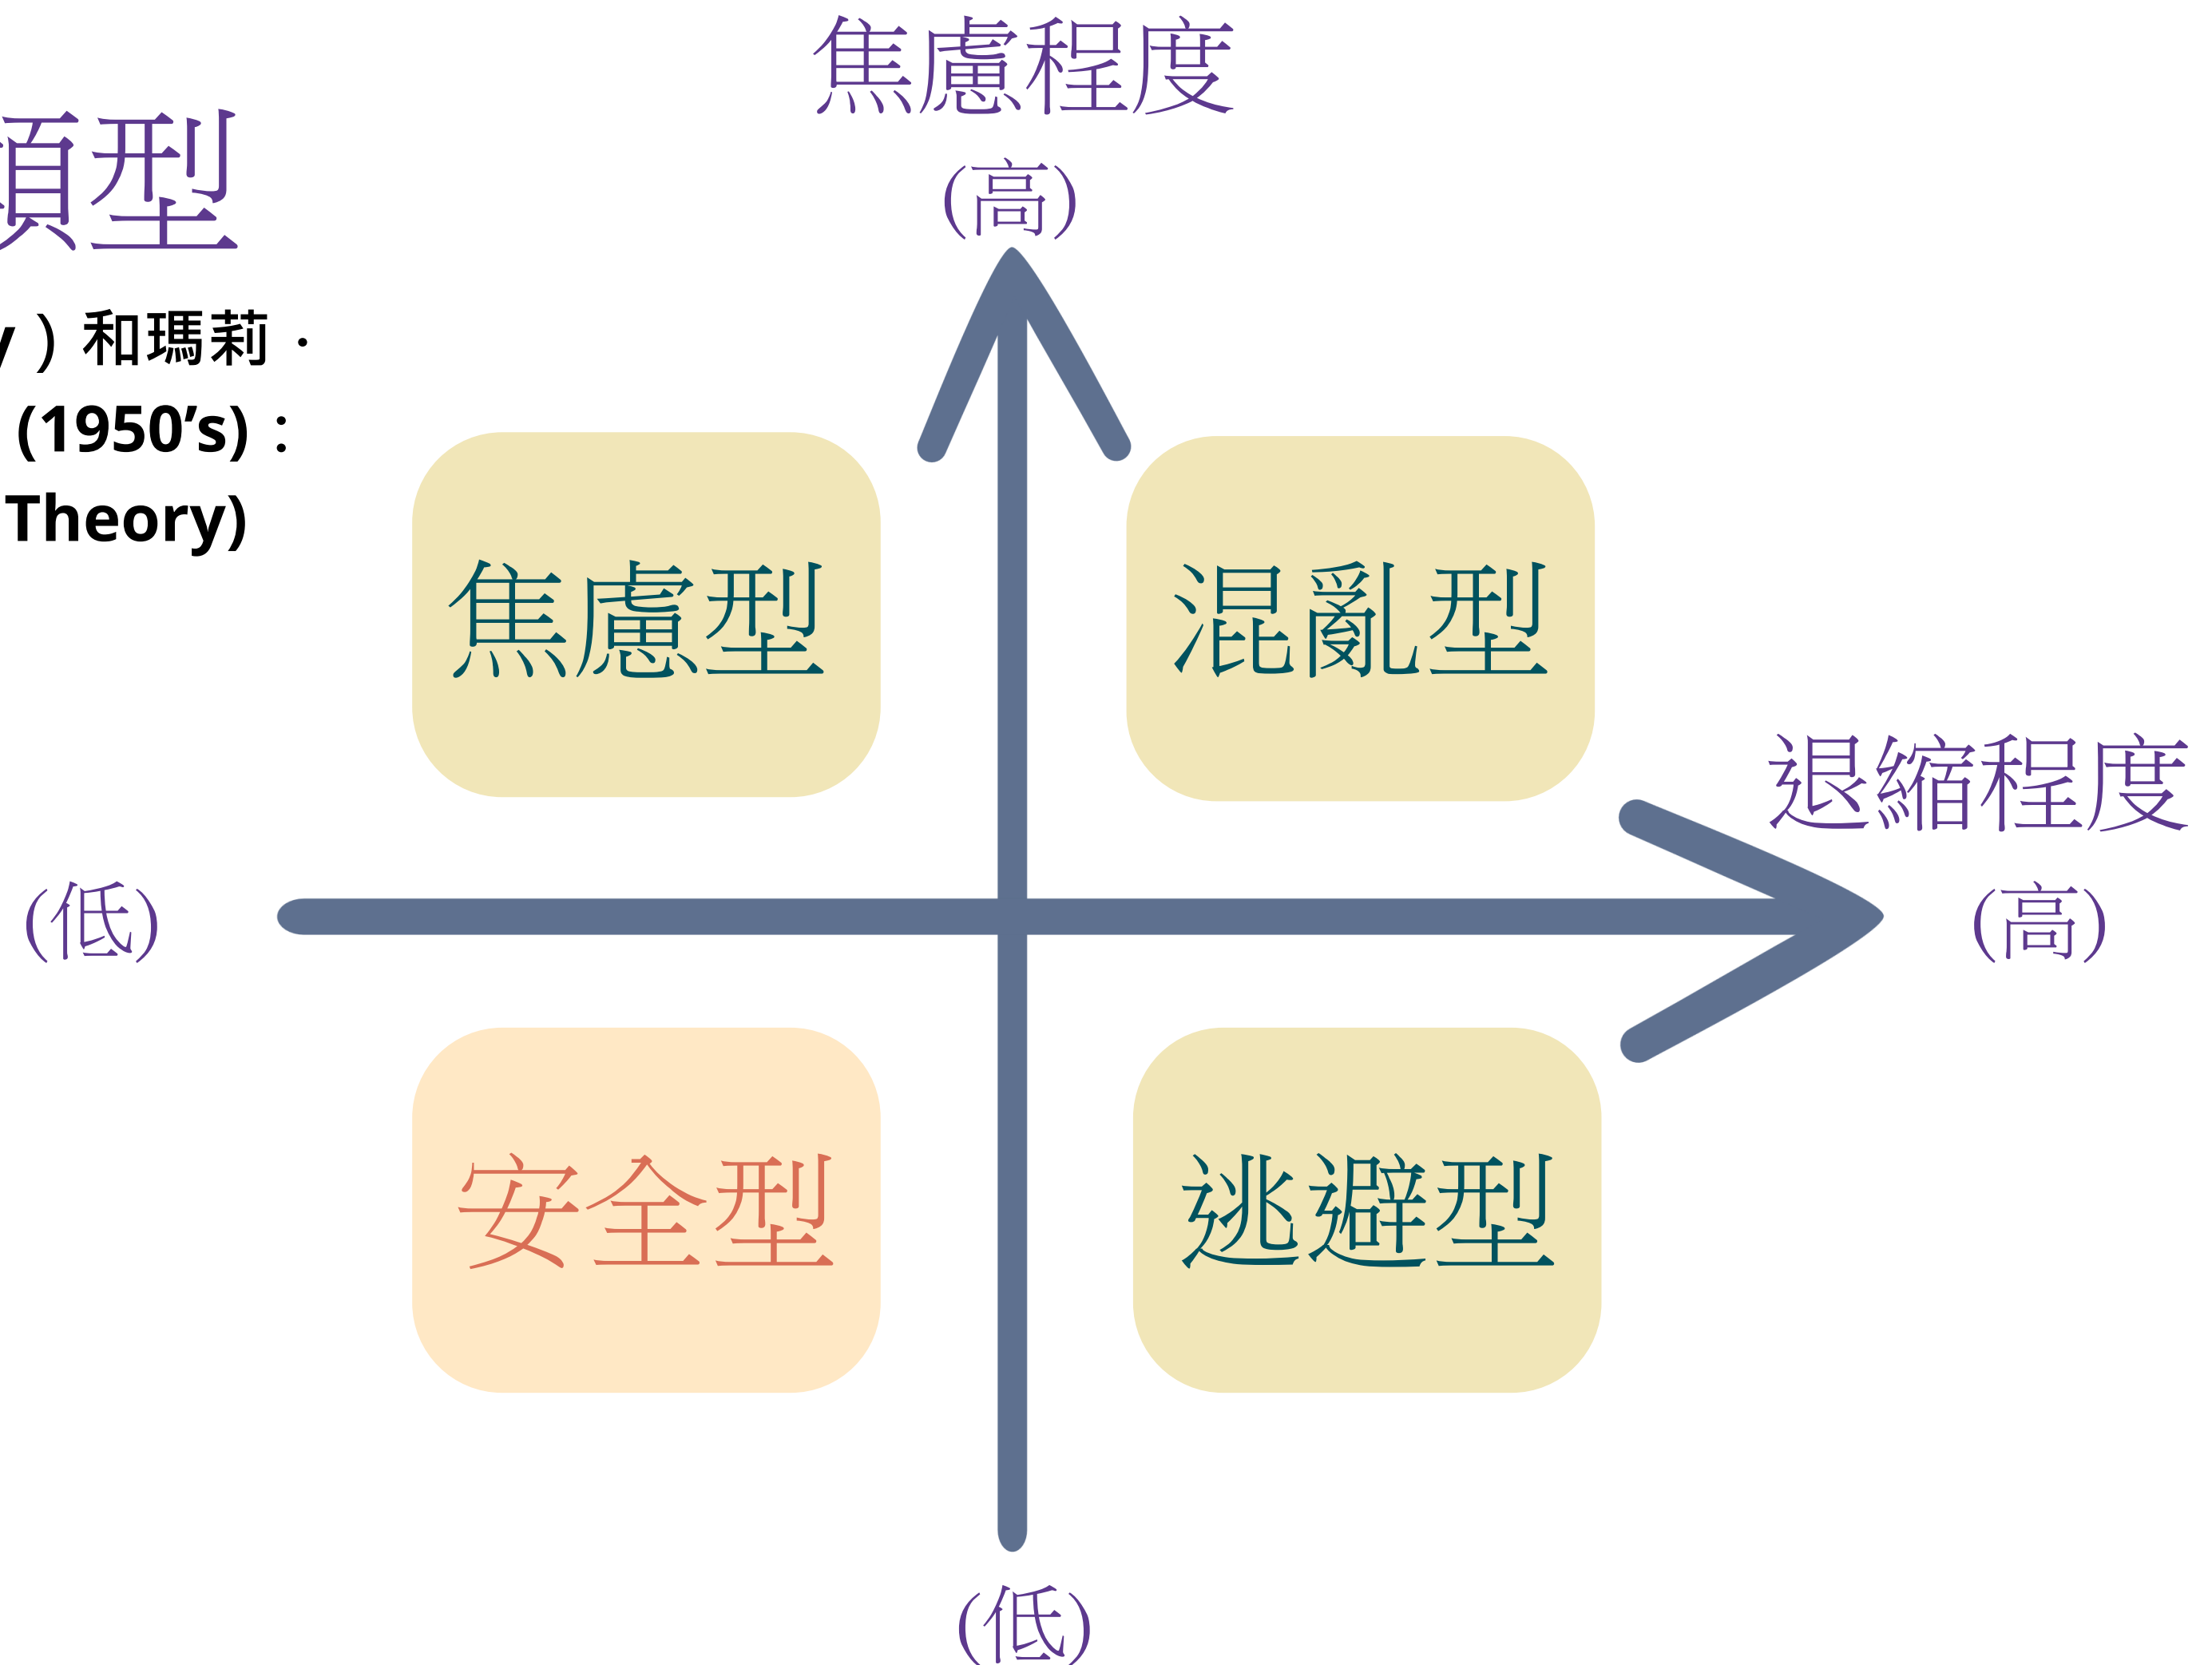 焦慮程度
(高)
型
) 和瑪莉 ·
(1950’s) :
Theory)
焦慮型
混亂型
退縮程度
(低)
(高)
安全型
逃避型
(低)